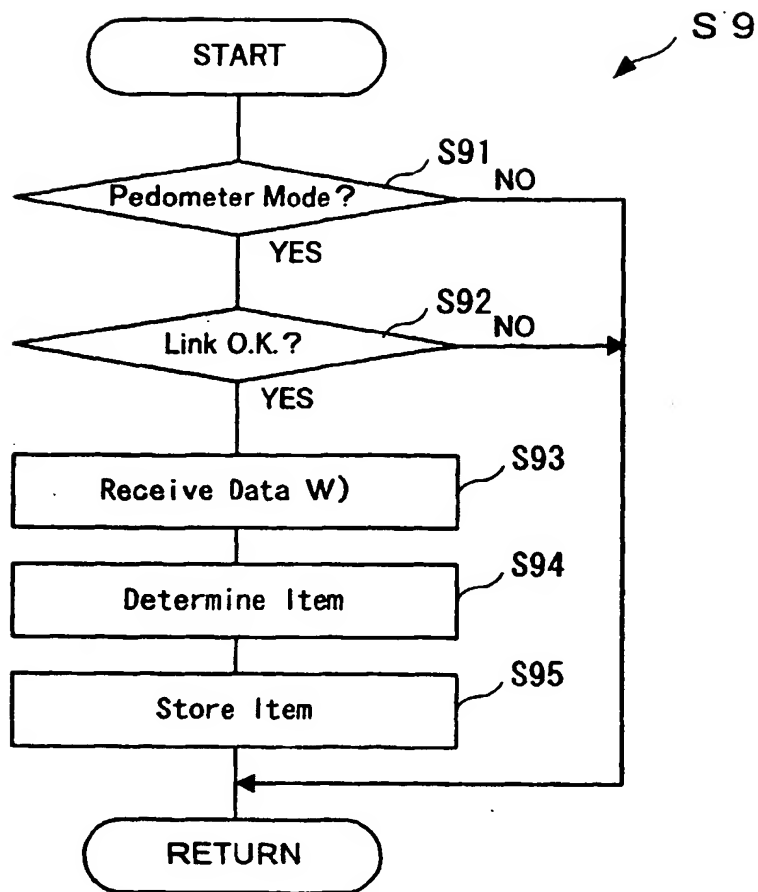 S 9
START
S91
Pedometer Mode?
NO
YES
S92
Link O.K.?
NO
YES
S93
Receive Data W)
S94
Determine Item
S95
Store Item
RETURN